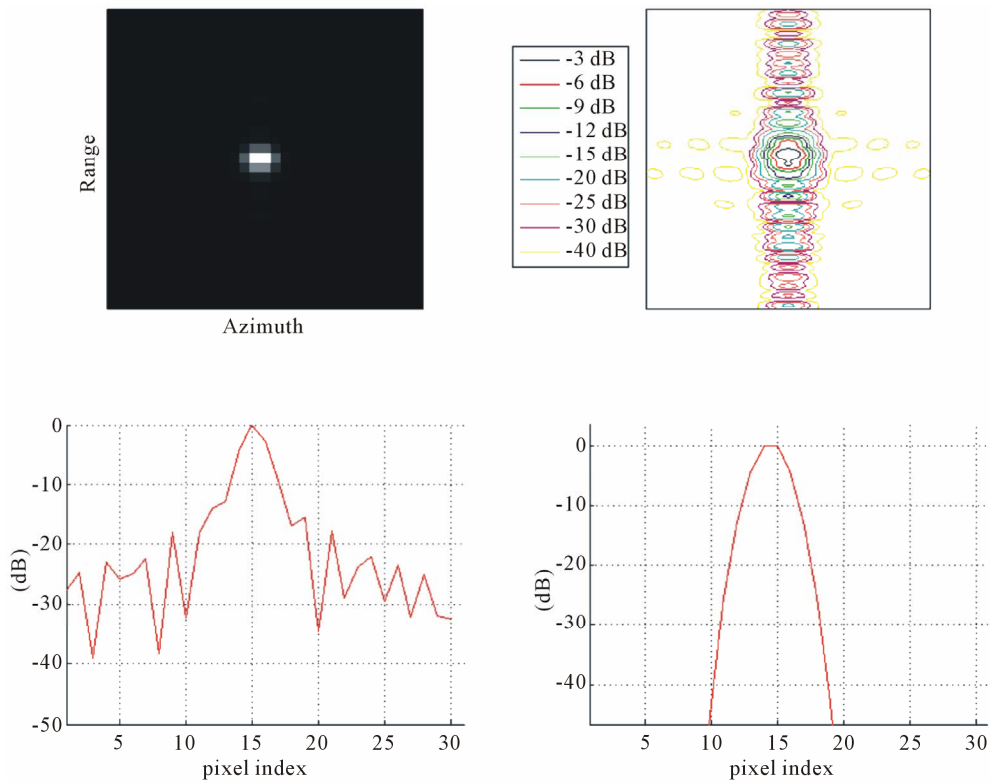 Range
Azimuth
-3 dB
-6 dB
-9 dB
-12 dB
-15 dB
-20 dB
-25 dB
-30 dB
-40 dB
0
-10
-20
-30
-40
-50
(dB)
5 10 15 20 25 30
pixel index
0
-10
-20
-30
-40
(dB)
5 10 15 20 25 30
pixel index